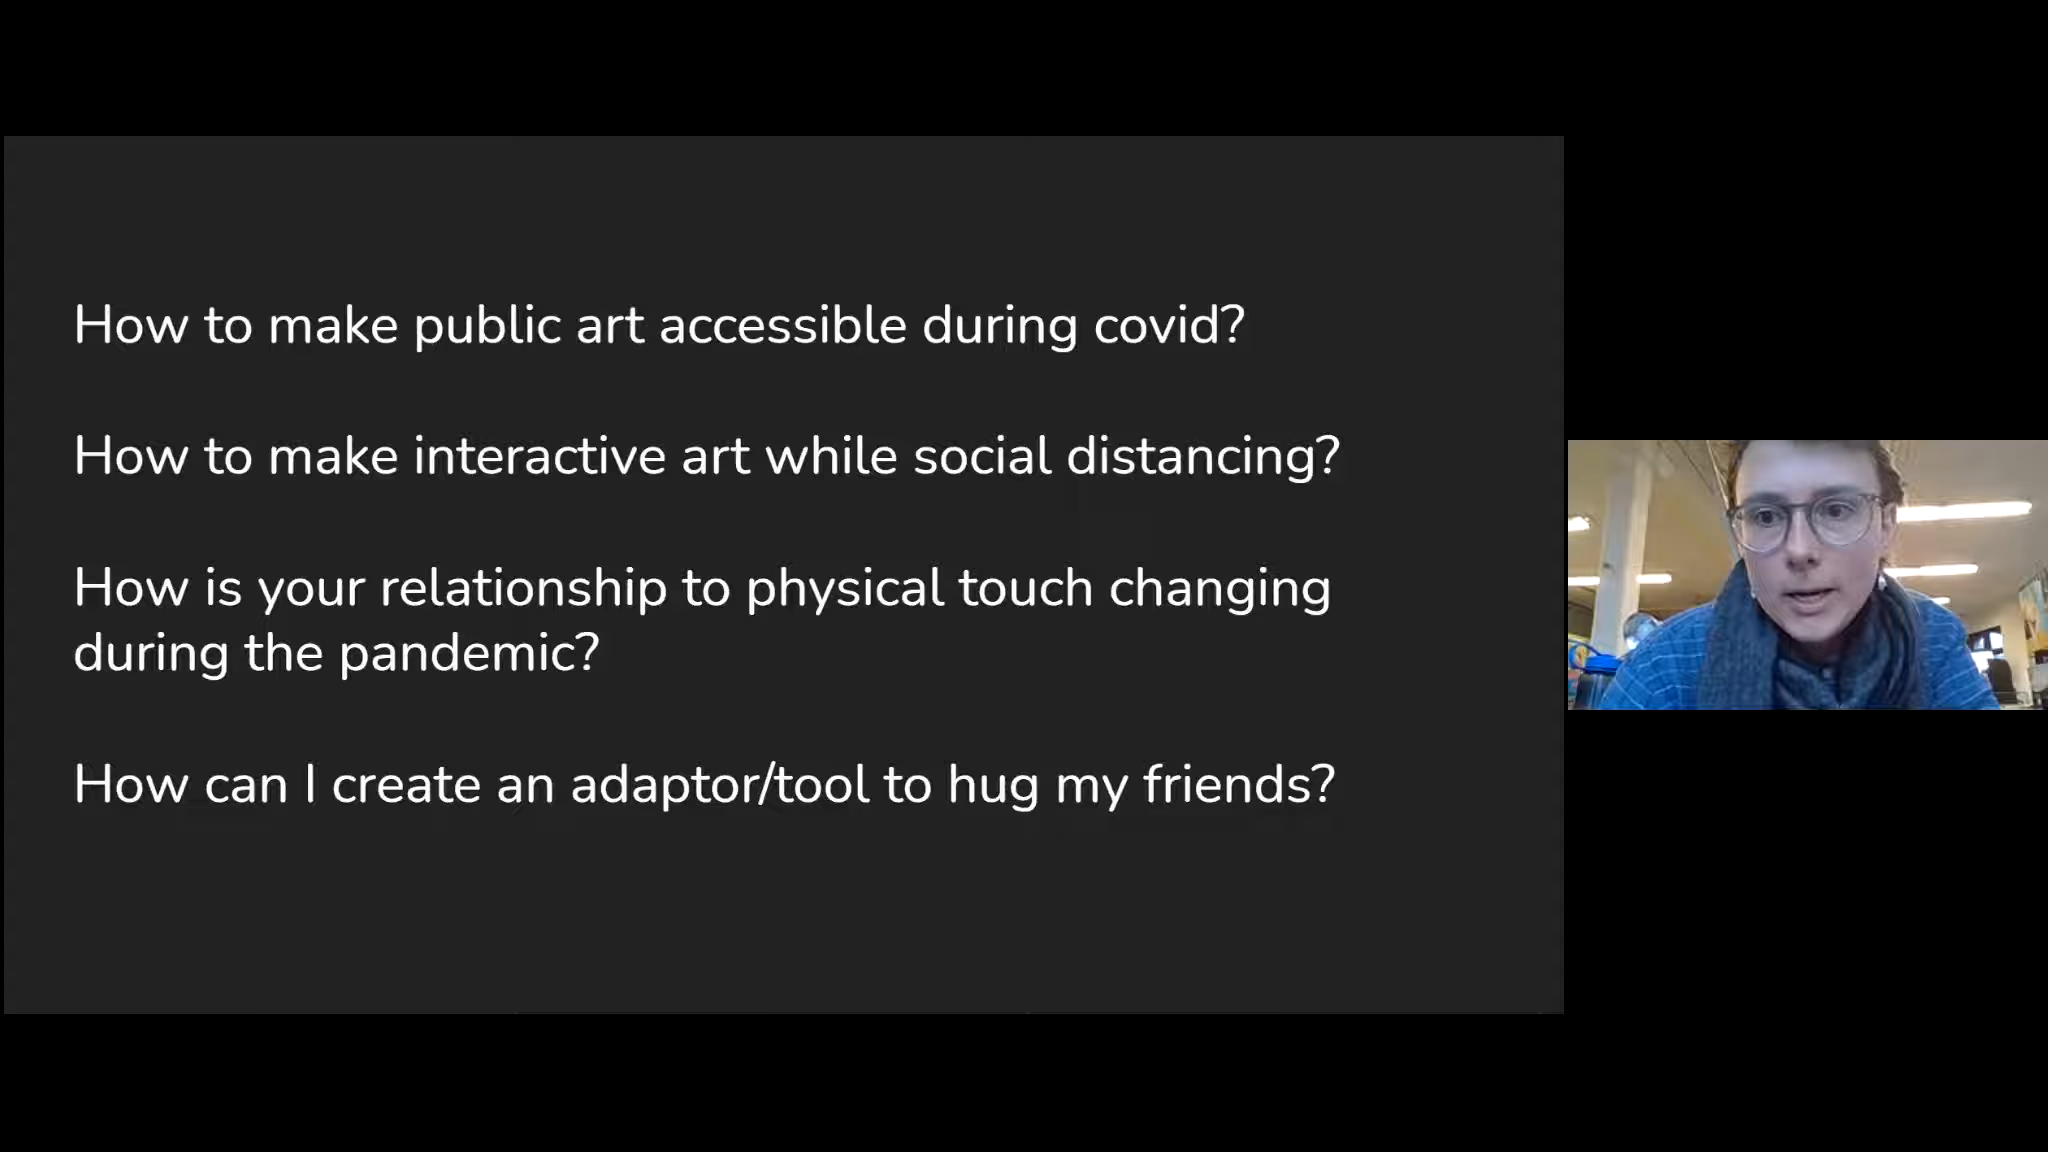 How to make public art accessible during covid?
How to make interactive art while social distancing?
How is your relationship to physical touch changing
during the pandemic?
How can I create an adaptor/tool to hug my friends?